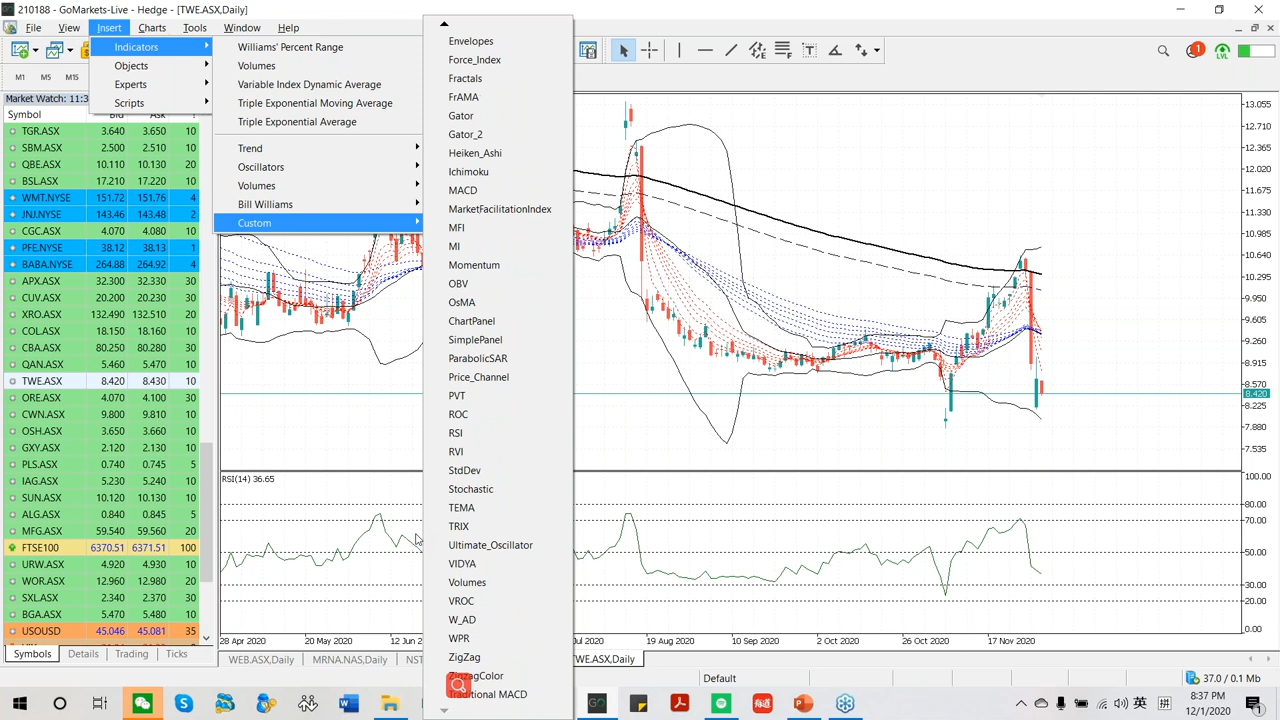 210188 - GoMarkets-Live - Hedge - [TWE.ASX,Daily]
File View Insert Charts Tools Window Help
M1 M5 M15
Market Watch: 11:3
Symbol Bid Ask !
TGR.ASX 3.640 3.650 10
SBM.ASX 2.500 2.510 10
QBE.ASX 10.110 10.130 10
BSL.ASX 17.210 17.220 10
WMT.NYSE 151.72 151.76 4
JNJ.NYSE 143.46 143.48 2
CGC.ASX 4.070 4.080 10
PFE.NYSE 38.12 38.13 1
BABA.NYSE 264.88 264.92 4
APX.ASX 32.300 32.330 30
CUV.ASX 20.200 20.230 30
XRO.ASX 132.490 132.510 30
COL.ASX 18.150 18.160 30
CBA.ASX 80.250 80.280 30
QAN.ASX 5.460 5.470 10
TWE.ASX 8.420 8.430 10
ORE.ASX 4.070 4.100 30
CWN.ASX 9.800 9.810 10
OSH.ASX 3.650 3.660 10
GXY.ASX 2.120 2.130 10
PLS.ASX 0.740 0.745 5
IAG.ASX 5.230 5.240 10
SUN.ASX 10.120 10.130 10
ALG.ASX 0.840 0.845 5
MFG.ASX 59.540 59.560 20
FTSE100 6370.51 6371.51 100
URW.ASX 4.920 4.930 10
WOR.ASX 12.960 12.980 20
SXL.ASX 2.340 2.370 30
BGA.ASX 5.470 5.480 10
USOUSD 45.046 45.081 35
Symbols Details Trading Ticks
Indicators
Objects
Experts
Scripts
Williams' Percent Range
Volumes
Variable Index Dynamic Average
Triple Exponential Moving Average
Triple Exponential Average
Trend
Oscillators
Volumes
Bill Williams
Custom
Envelopes
Force_Index
Fractals
FrAMA
Gator
Gator_2
Heiken_Ashi
Ichimoku
MACD
MarketFacilitationIndex
MFI
MI
Momentum
OBV
OsMA
ChartPanel
SimplePanel
ParabolicSAR
Price_Channel
PVT
ROC
RSI
RVI
StdDev
Stochastic
TEMA
TRIX
Ultimate_Oscillator
VIDYA
Volumes
VROC
W_AD
WPR
ZigZag
ZigzagColor
Traditional MACD
LVL
1
13.055
12.710
12.365
12.020
11.675
11.330
10.985
10.640
10.295
9.950
9.605
9.260
8.915
8.570
8.420
8.225
7.880
7.535
RSI(14) 36.65
100.00
70.00
50.00
30.00
20.00
0.00
28 Apr 2020 20 May 2020 12 Jun 2 Jul 2020 19 Aug 2020 10 Sep 2020 2 Oct 2020 26 Oct 2020 17 Nov 2020
WEB.ASX,Daily MRNA.NAS,Daily NST TWE.ASX,Daily
Default 37.0 / 0.1 Mb
英 拼
8:37 PM
12/1/2020
1